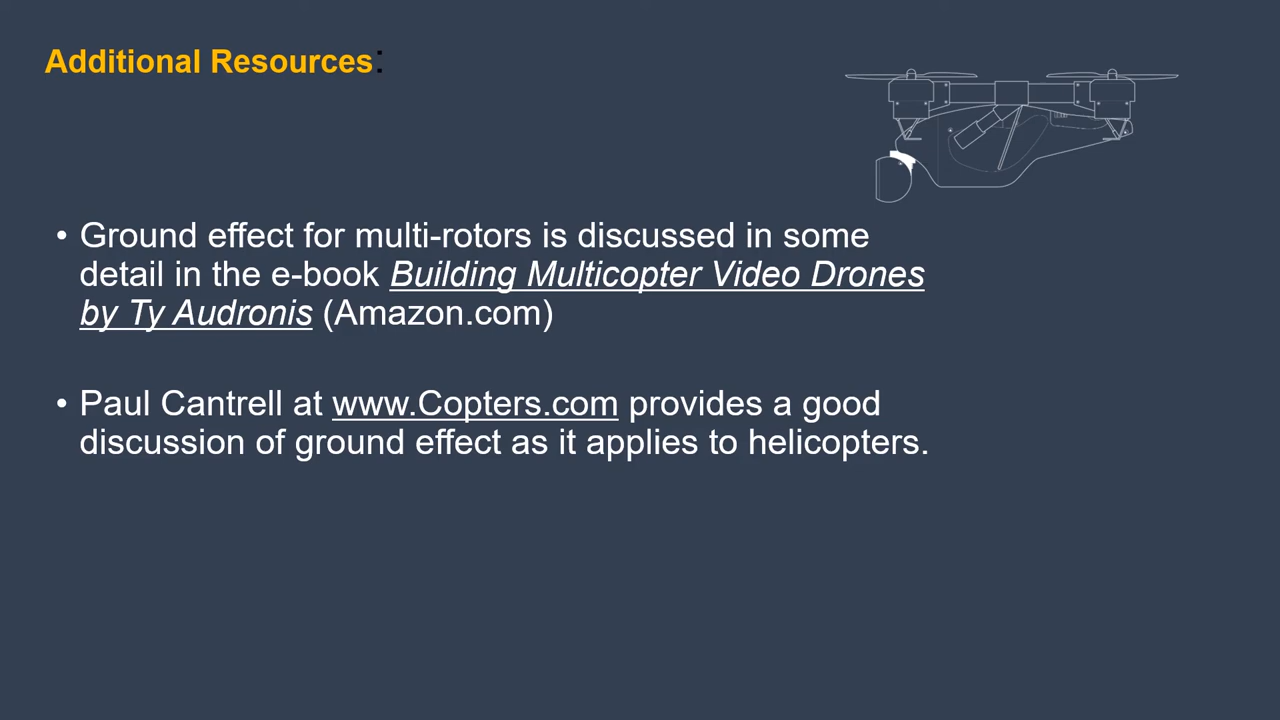 Additional Resources:
• Ground effect for multi-rotors is discussed in some
detail in the e-book Building Multicopter Video Drones
by Ty Audronis (Amazon.com)
• Paul Cantrell at www.Copters.com provides a good
discussion of ground effect as it applies to helicopters.